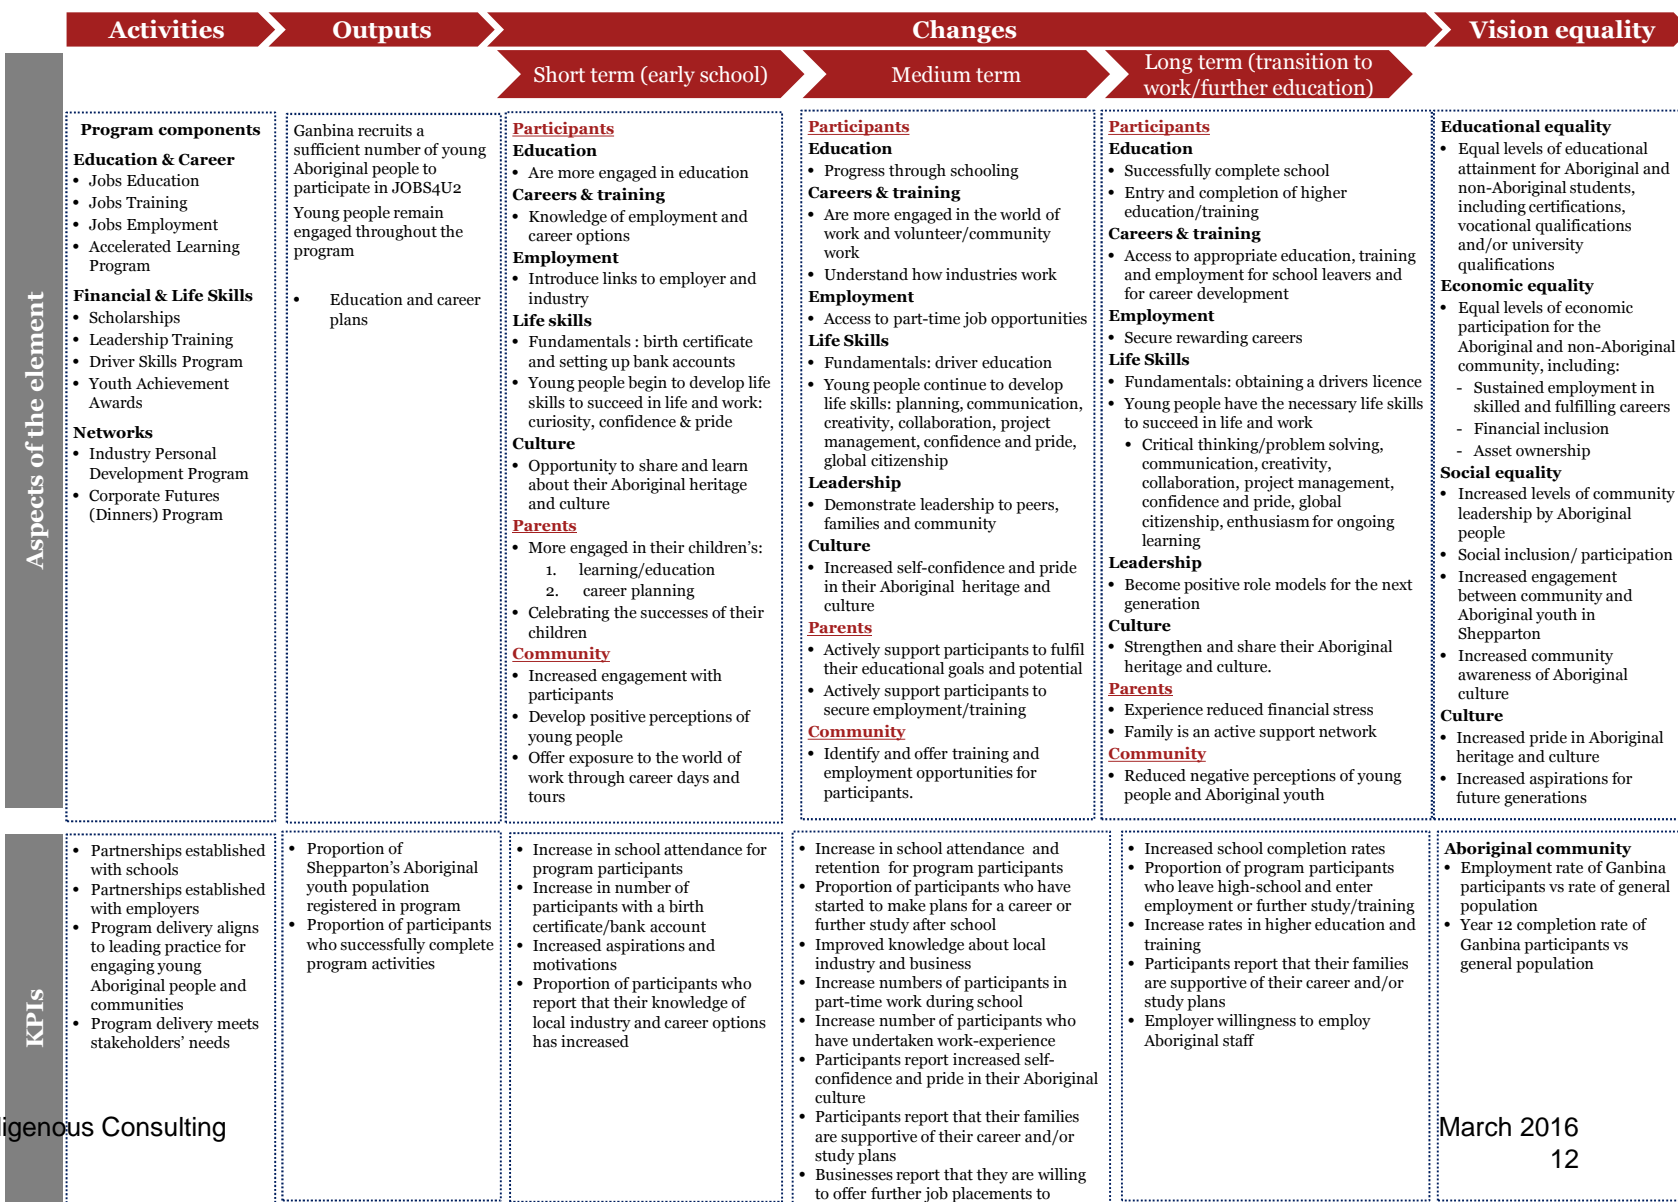 Activities
Outputs
Changes
Vision equality
Short term (early school)
Medium term
Long term (transition to
work/further education)
Aspects of the element
Program components
Education & Career
• Jobs Education
• Jobs Training
• Jobs Employment
• Accelerated Learning
Program
Financial & Life Skills
• Scholarships
• Leadership Training
• Driver Skills Program
• Youth Achievement
Awards
Networks
• Industry Personal
Development Program
• Corporate Futures
(Dinners) Program
Ganbina recruits a
sufficient number of young
Aboriginal people to
participate in JOBS4U2
Young people remain
engaged throughout the
program
• Education and career
plans
Participants
Education
• Are more engaged in education
Careers & training
• Knowledge of employment and
career options
Employment
• Introduce links to employer and
industry
Life skills
• Fundamentals : birth certificate
and setting up bank accounts
• Young people begin to develop life
skills to succeed in life and work:
curiosity, confidence & pride
Culture
• Opportunity to share and learn
about their Aboriginal heritage
and culture
Parents
• More engaged in their children's:
1. learning/education
2. career planning
• Celebrating the successes of their
children
Community
• Increased engagement with
participants
• Develop positive perceptions of
young people
• Offer exposure to the world of
work through career days and
tours
Participants
Education
• Progress through schooling
Careers & training
• Are more engaged in the world of
work and volunteer/community
work
• Understand how industries work
Employment
• Access to part-time job opportunities
Life Skills
• Fundamentals: driver education
• Young people continue to develop
life skills: planning, communication,
creativity, collaboration, project
management, confidence and pride,
global citizenship
Leadership
• Demonstrate leadership to peers,
families and community
Culture
• Increased self-confidence and pride
in their Aboriginal heritage and
culture
Parents
• Actively support participants to fulfil
their educational goals and potential
• Actively support participants to
secure employment/training
Community
• Identify and offer training and
employment opportunities for
participants.
Participants
Education
• Successfully complete school
• Entry and completion of higher
education/training
Careers & training
• Access to appropriate education, training
and employment for school leavers and
for career development
Employment
• Secure rewarding careers
Life Skills
• Fundamentals: obtaining a drivers licence
• Young people have the necessary life skills
to succeed in life and work
• Critical thinking/problem solving,
communication, creativity,
collaboration, project management,
confidence and pride, global
citizenship, enthusiasm for ongoing
learning
Leadership
• Become positive role models for the next
generation
Culture
• Strengthen and share their Aboriginal
heritage and culture.
Parents
• Experience reduced financial stress
• Family is an active support network
Community
• Reduced negative perceptions of young
people and Aboriginal youth
Educational equality
• Equal levels of educational
attainment for Aboriginal and
non-Aboriginal students,
including certifications,
vocational qualifications
and/or university
qualifications
Economic equality
• Equal levels of economic
participation for the
Aboriginal and non-Aboriginal
community, including:
- Sustained employment in
skilled and fulfilling careers
- Financial inclusion
- Asset ownership
Social equality
• Increased levels of community
leadership by Aboriginal
people
• Social inclusion/ participation
• Increased engagement
between community and
Aboriginal youth in
Shepparton
• Increased community
awareness of Aboriginal
culture
Culture
• Increased pride in Aboriginal
heritage and culture
• Increased aspirations for
future generations
KPIs
• Partnerships established
with schools
• Partnerships established
with employers
• Program delivery aligns
to leading practice for
engaging young
Aboriginal people and
communities
• Program delivery meets
stakeholders' needs
• Proportion of
Shepparton's Aboriginal
youth population
registered in program
• Proportion of participants
who successfully complete
program activities
• Increase in school attendance for
program participants
• Increase in number of
participants with a birth
certificate/bank account
• Increased aspirations and
motivations
• Proportion of participants who
report that their knowledge of
local industry and career options
has increased
• Increase in school attendance and
retention for program participants
• Proportion of participants who have
started to make plans for a career or
further study after school
• Improved knowledge about local
industry and business
• Increase numbers of participants in
part-time work during school
• Increase number of participants who
have undertaken work-experience
• Participants report increased self-
confidence and pride in their Aboriginal
culture
• Participants report that their families
are supportive of their career and/or
study plans
• Businesses report that they are willing
to offer further job placements to
• Increased school completion rates
• Proportion of program participants
who leave high-school and enter
employment or further study/training
• Increase rates in higher education and
training
• Participants report that their families
are supportive of their career and/or
study plans
• Employer willingness to employ
Aboriginal staff
Aboriginal community
• Employment rate of Ganbina
participants vs rate of general
population
• Year 12 completion rate of
Ganbina participants vs
general population
ligenous Consulting
March 2016
12